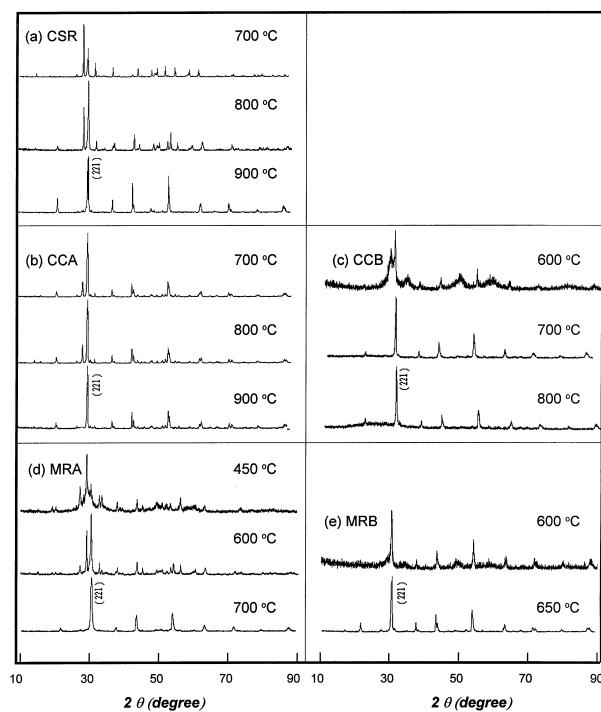 (a) CSR
700 °C
800 °C
900 °C
(221)
(b) CCA
700 °C
800 °C
900 °C
(221)
(c) CCB
600 °C
700 °C
800 °C
(221)
(d) MRA
450 °C
600 °C
700 °C
(221)
(e) MRB
600 °C
650 °C
(221)
10 30 50 70 90
10 30 50 70 90
2 θ (degree)
2 θ (degree)